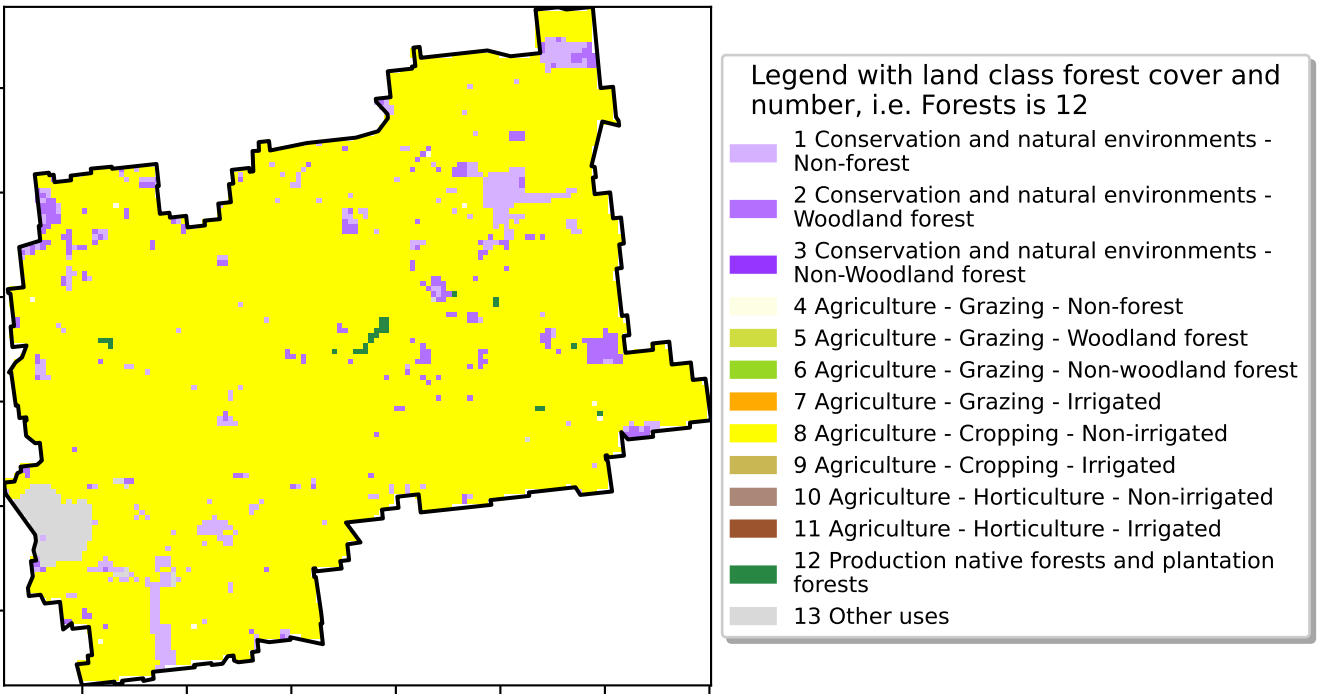 Legend with land class forest cover and
number, i.e. Forests is 12
1 Conservation and natural environments -
Non-forest
2 Conservation and natural environments -
Woodland forest
3 Conservation and natural environments -
Non-Woodland forest
4 Agriculture - Grazing - Non-forest
5 Agriculture - Grazing - Woodland forest
6 Agriculture - Grazing - Non-woodland forest
7 Agriculture - Grazing - Irrigated
8 Agriculture - Cropping - Non-irrigated
9 Agriculture - Cropping - Irrigated
10 Agriculture - Horticulture - Non-irrigated
11 Agriculture - Horticulture - Irrigated
12 Production native forests and plantation
forests
13 Other uses